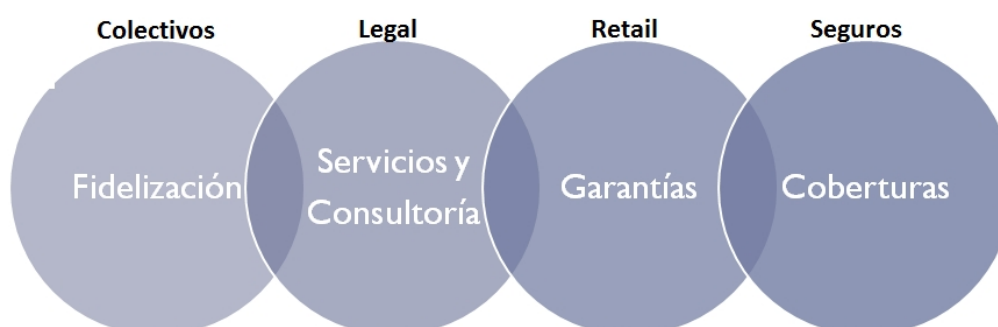 Colectivos
Legal
Retail
Seguros
Fidelización
Servicios y
Consultoría
Garantías
Coberturas